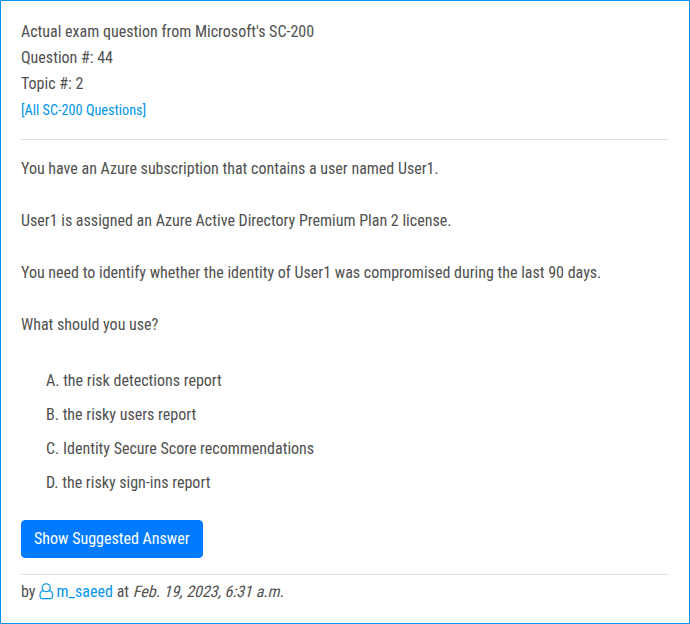 Actual exam question from Microsoft's SC-200
Question #: 44
Topic #: 2
[All SC-200 Questions]
You have an Azure subscription that contains a user named User1.
User1 is assigned an Azure Active Directory Premium Plan 2 license.
You need to identify whether the identity of User1 was compromised during the last 90 days.
What should you use?
A. the risk detections report
B. the risky users report
C. Identity Secure Score recommendations
D. the risky sign-ins report
Show Suggested Answer
by m_saeed at Feb. 19, 2023, 6:31 a.m.